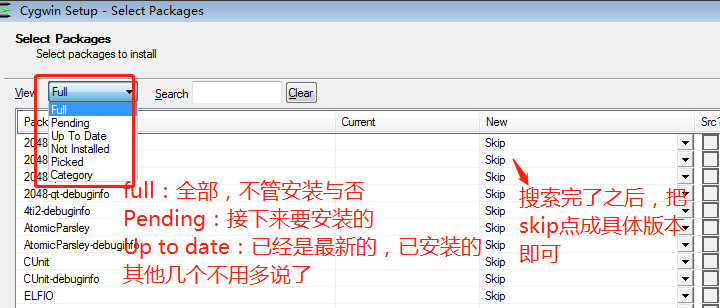 Cygwin Setup - Select Packages
Select Packages
Select packages to install
View Full Search Clear
Full
Pending
Up To Date
Not Installed
Picked
Category
Current New Src?
2048 Skip
2048 Skip
2048 Skip
2048-qt-debuginfo Skip
4ti2-debuginfo Skip
AtomicParsley Skip
AtomicParsley-debuginfo Skip
CUnit Skip
CUnit-debuginfo Skip
ELFIO Skip
full：全部，不管安装与否
Pending：接下来要安装的
Up to date：已经是最新的，已安装的
其他几个不用多说了
搜索完了之后，把
skip点成具体版本
即可